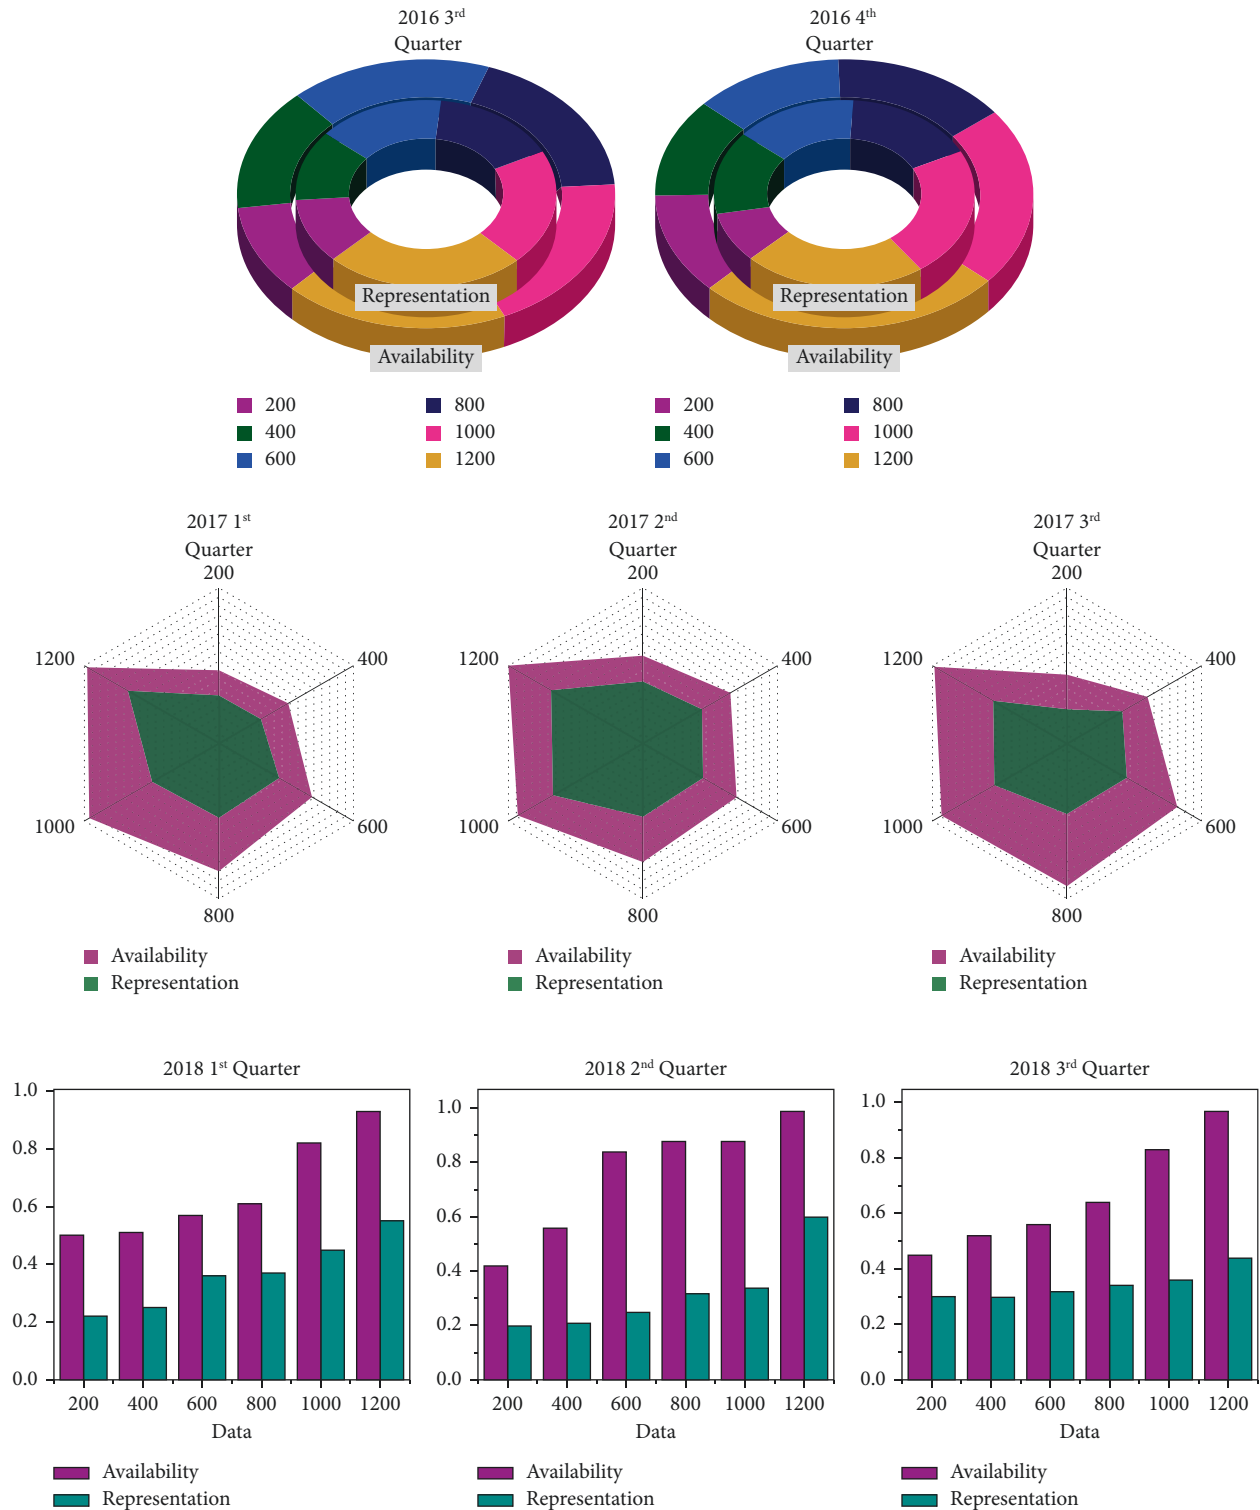 2016 3rd
Quarter
2016 4th
Quarter
Representation
Availability
Representation
Availability
200
800
400
1000
600
1200
200
800
400
1000
600
1200
2017 1st
Quarter
200
1200
400
1000
600
800
Availability
Representation
2017 2nd
Quarter
200
1200
400
1000
600
800
Availability
Representation
2017 3rd
Quarter
200
1200
400
1000
600
800
Availability
Representation
2018 1st Quarter
1.0
0.8
0.6
0.4
0.2
0.0
200 400 600 800 1000 1200
Data
Availability
Representation
2018 2nd Quarter
1.0
0.8
0.6
0.4
0.2
0.0
200 400 600 800 1000 1200
Data
Availability
Representation
2018 3rd Quarter
1.0
0.8
0.6
0.4
0.2
0.0
200 400 600 800 1000 1200
Data
Availability
Representation